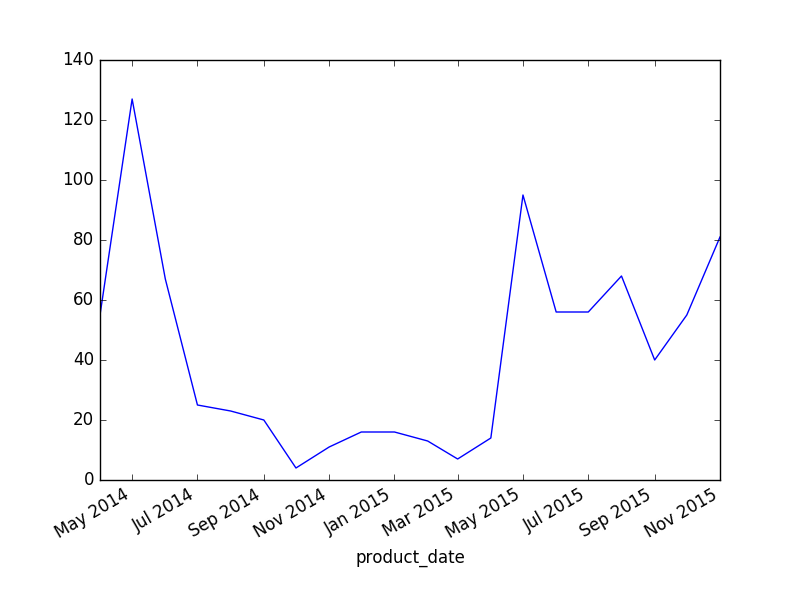 140
120
100
80
60
40
20
0
May 2014
Jul 2014
Sep 2014
Nov 2014
Jan 2015
Mar 2015
May 2015
Jul 2015
Sep 2015
Nov 2015
product_date